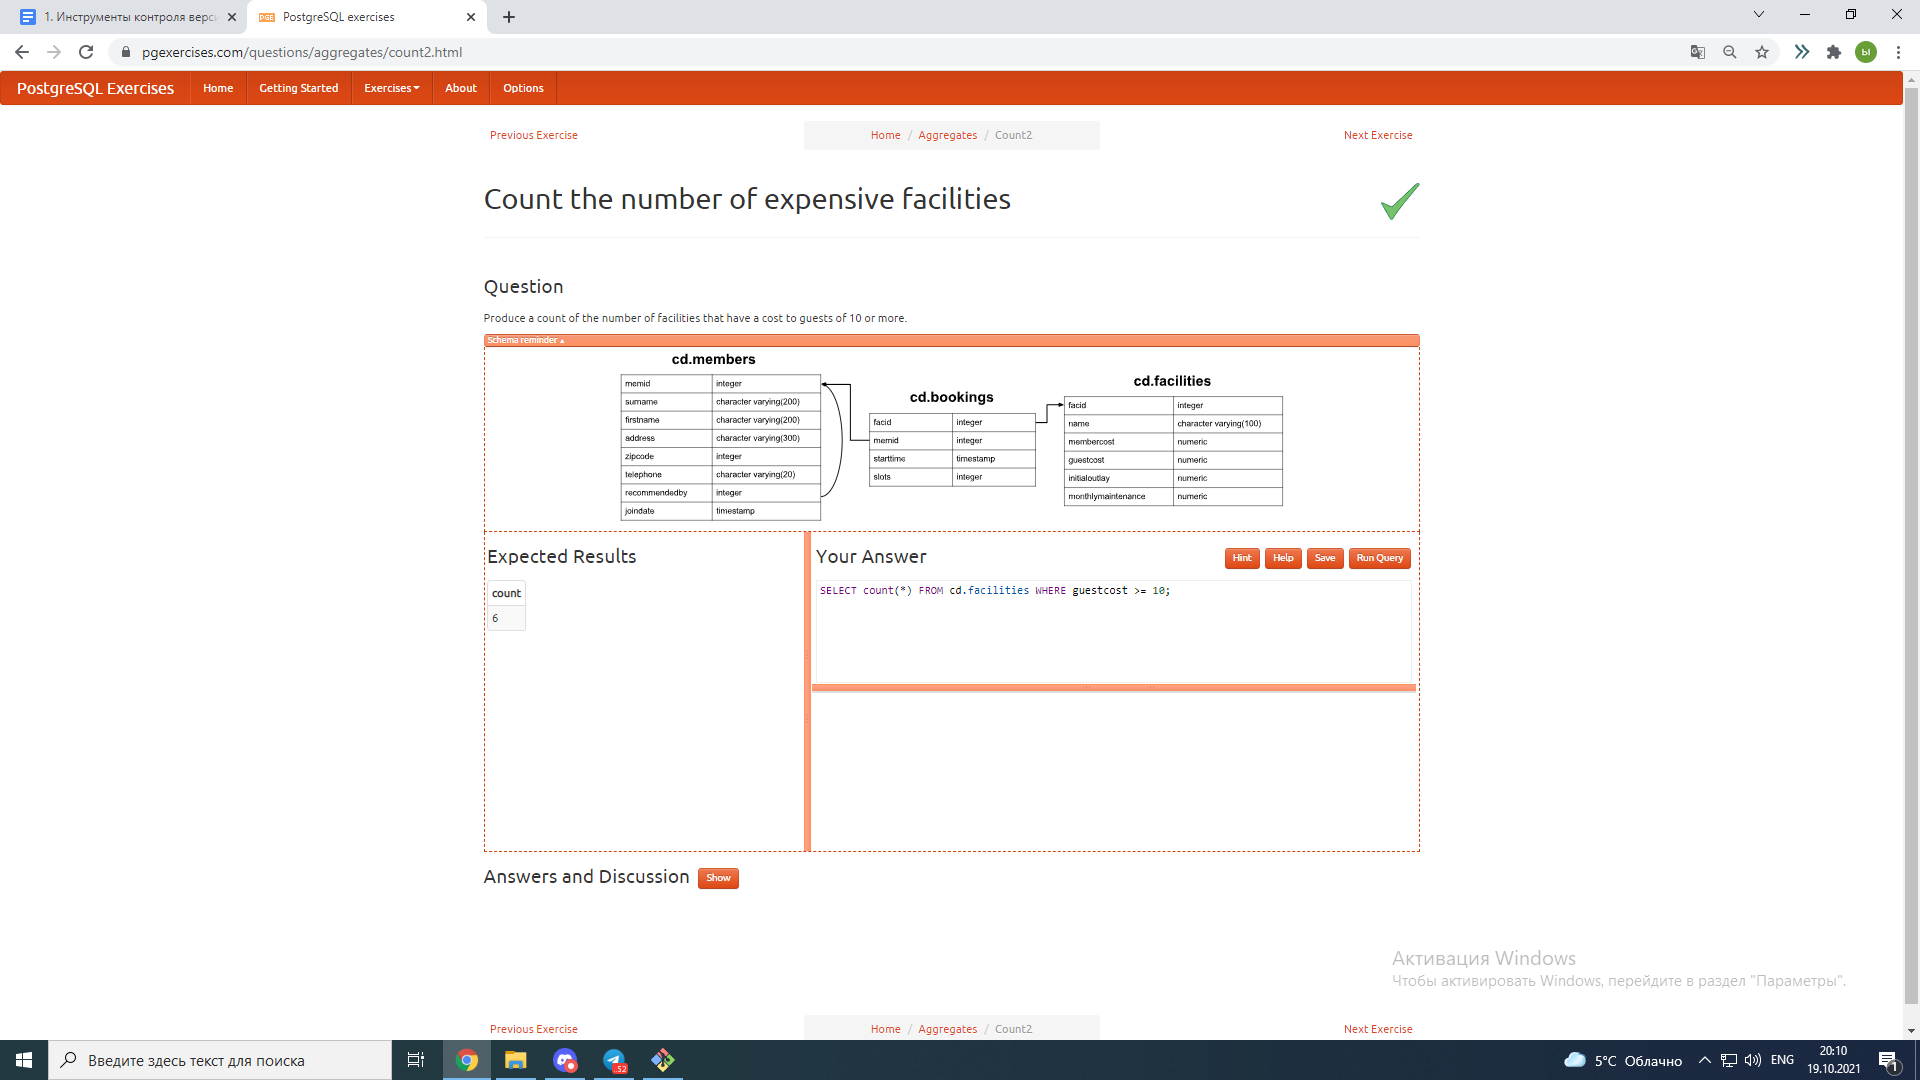 1. Инструменты контроля верси
PostgreSQL exercises
pgexercises.com/questions/aggregates/count2.html
ы
PostgreSQL Exercises
Home
Getting Started
Exercises
About
Options
Previous Exercise
Home / Aggregates / Count2
Next Exercise
Count the number of expensive facilities
Question
Produce a count of the number of facilities that have a cost to guests of 10 or more.
Schema reminder
cd.members
memid integer
surname character varying(200)
firstname character varying(200)
address character varying(300)
zipcode integer
telephone character varying(20)
recommendedby integer
joindate timestamp
cd.bookings
facid integer
memid integer
starttime timestamp
slots integer
cd.facilities
facid integer
name character varying(100)
membercost numeric
guestcost numeric
initialoutlay numeric
monthlymaintenance numeric
Expected Results
count
6
Your Answer
Hint
Help
Save
Run Query
SELECT count(*) FROM cd.facilities WHERE guestcost >= 10;
Answers and Discussion
Show
Активация Windows
Чтобы активировать Windows, перейдите в раздел "Параметры".
Previous Exercise
Home / Aggregates / Count2
Next Exercise
Введите здесь текст для поиска
PGE
52
5°C Облачно
ENG
20:10
19.10.2021
1